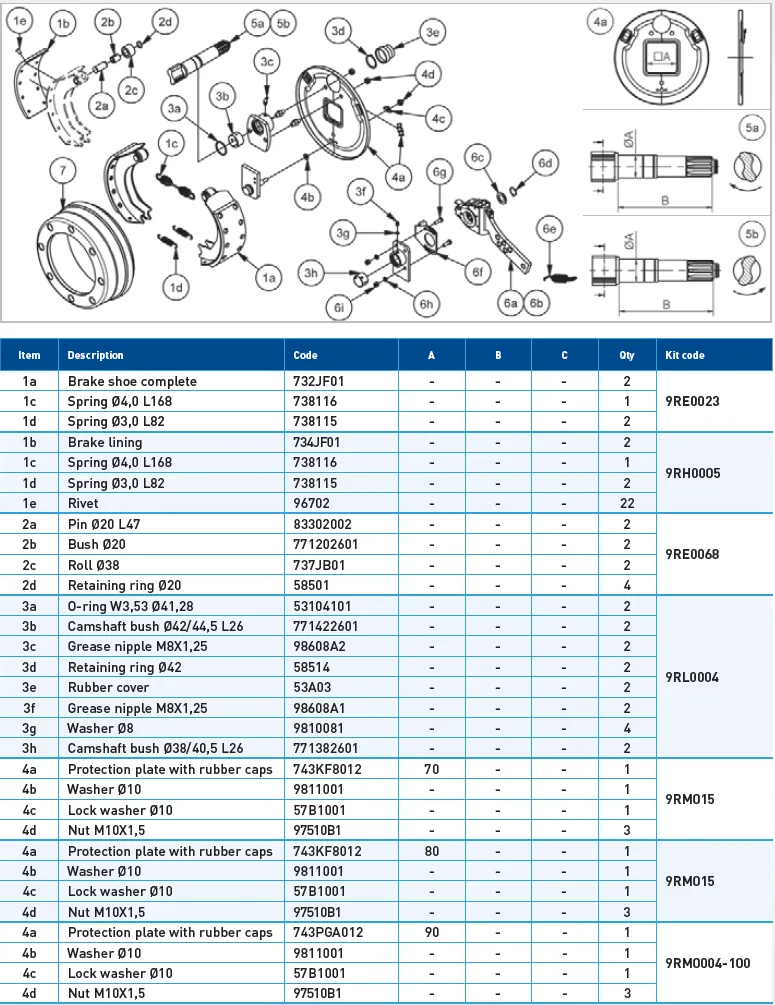 1e 1b 2b 2d 5a 5b 3d 3e 4a
2a 2c 3c 4d □A
3a 3b 4c 5a
1c ØA
7 4a 6c 6d
4b 6g B
3f 5b
3g 6e ØA
1a 3h 6f
1d 6a 6b B
6i 6h
Item Description Code A B C Qty Kit code
1a Brake shoe complete 732JF01 - - - 2
1c Spring Ø4,0 L168 738116 - - - 1 9RE0023
1d Spring Ø3,0 L82 738115 - - - 2
1b Brake lining 734JF01 - - - 2
1c Spring Ø4,0 L168 738116 - - - 1
9RH0005
1d Spring Ø3,0 L82 738115 - - - 2
1e Rivet 96702 - - - 22
2a Pin Ø20 L47 83302002 - - - 2
2b Bush Ø20 771202601 - - - 2
9RE0068
2c Roll Ø38 737JB01 - - - 2
2d Retaining ring Ø20 58501 - - - 4
3a O-ring W3,53 Ø41,28 53104101 - - - 2
3b Camshaft bush Ø42/44,5 L26 771422601 - - - 2
3c Grease nipple M8X1,25 98608A2 - - - 2
3d Retaining ring Ø42 58514 - - - 2
9RL0004
3e Rubber cover 53A03 - - - 2
3f Grease nipple M8X1,25 98608A1 - - - 2
3g Washer Ø8 9810081 - - - 4
3h Camshaft bush Ø38/40,5 L26 771382601 - - - 2
4a Protection plate with rubber caps 743KF8012 70 - - 1
4b Washer Ø10 9811001 - - - 1
9RM015
4c Lock washer Ø10 57B1001 - - - 1
4d Nut M10X1,5 97510B1 - - - 3
4a Protection plate with rubber caps 743KF8012 80 - - 1
4b Washer Ø10 9811001 - - - 1
9RM015
4c Lock washer Ø10 57B1001 - - - 1
4d Nut M10X1,5 97510B1 - - - 3
4a Protection plate with rubber caps 743PGA012 90 - - 1
4b Washer Ø10 9811001 - - - 1
9RM0004-100
4c Lock washer Ø10 57B1001 - - - 1
4d Nut M10X1,5 97510B1 - - - 3